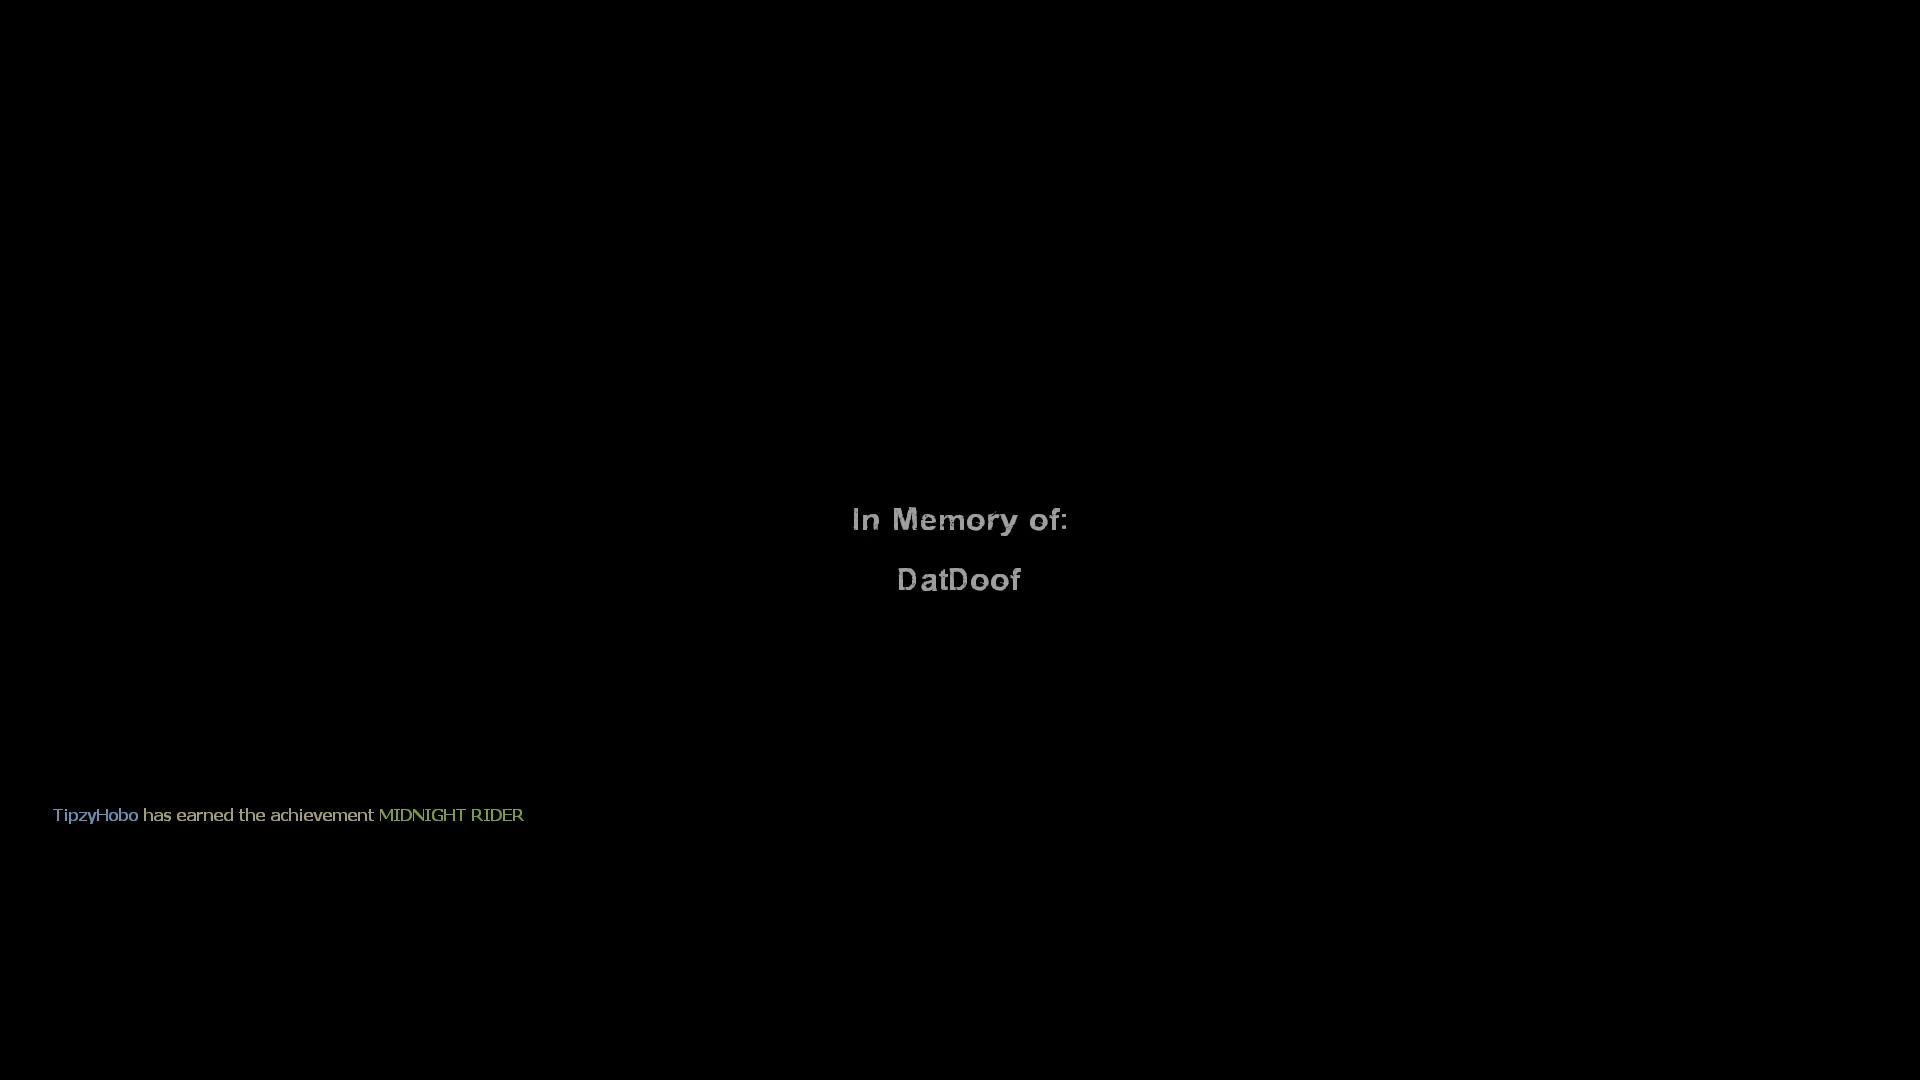 In Memory of:
DatDoof
TipzyHobo has earned the achievement MIDNIGHT RIDER